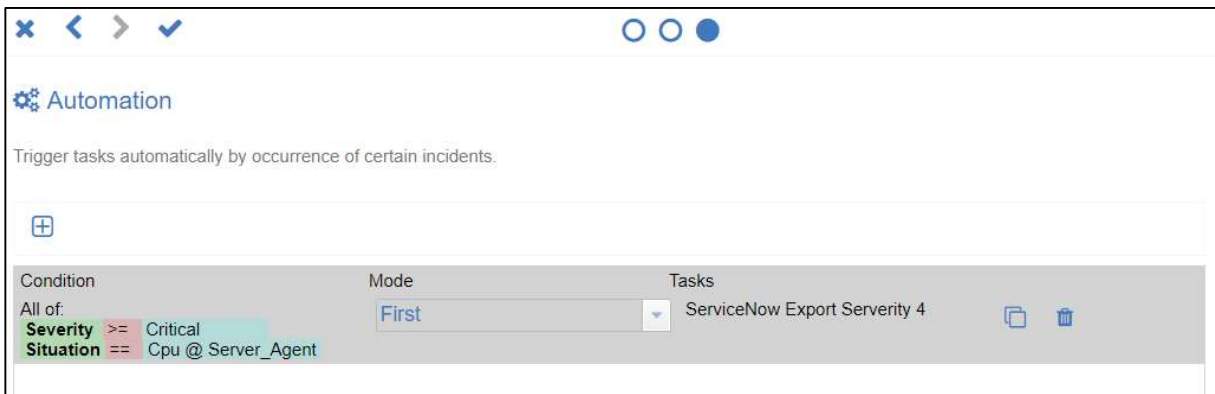 Automation
Trigger tasks automatically by occurrence of certain incidents.
Condition Mode Tasks
All of: First ServiceNow Export Serverity 4
Severity >= Critical
Situation == Cpu @ Server_Agent